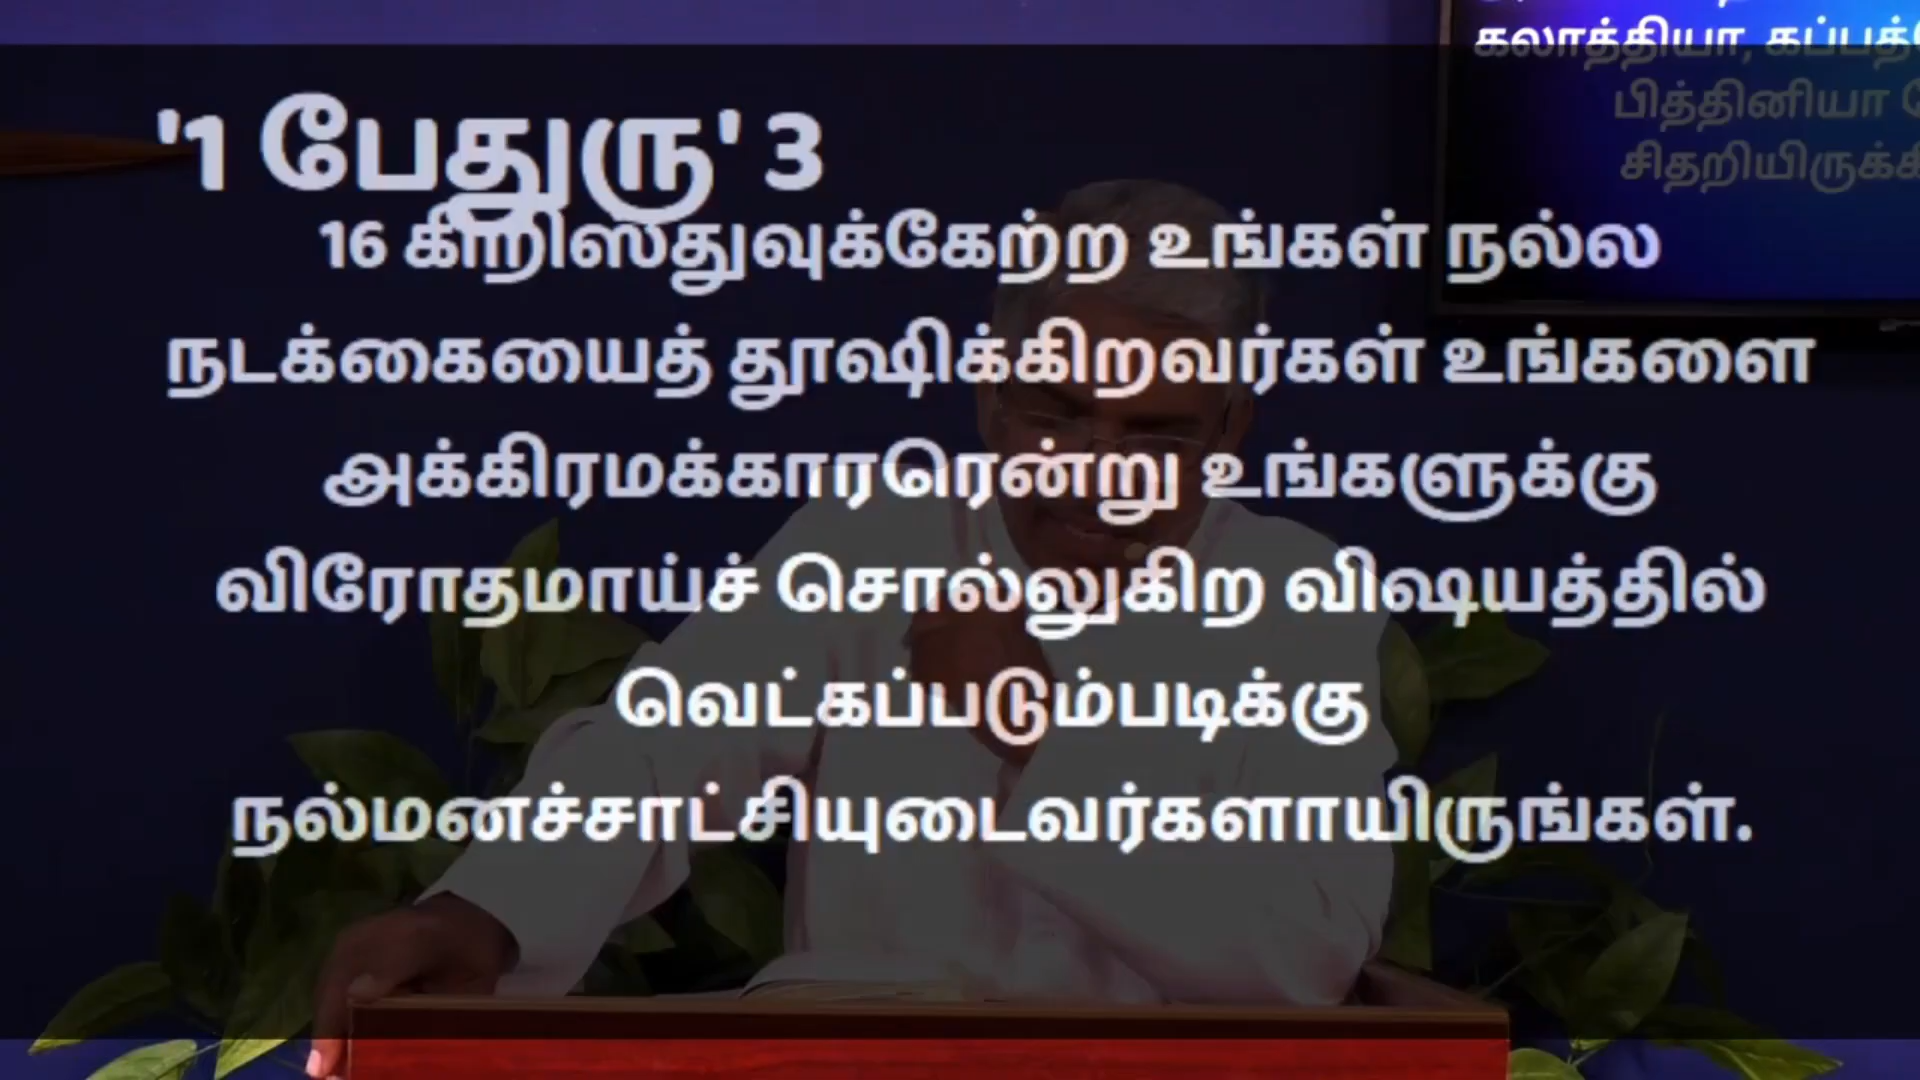 கலாத்தியா,
பித்தினியா
'1 பேதுரு' 3
16 கிறிஸ்துவுக்கேற்ற உங்கள் நல்ல
நடக்கையைத் தூஷிக்கிறவர்கள் உங்களை
அக்கிரமக்காரரென்று உங்களுக்கு
விரோதமாய்ச் சொல்லுகிற விஷயத்தில்
வெட்கப்படும்படிக்கு
நல்மனச்சாட்சியுடைவர்களாயிருங்கள்.